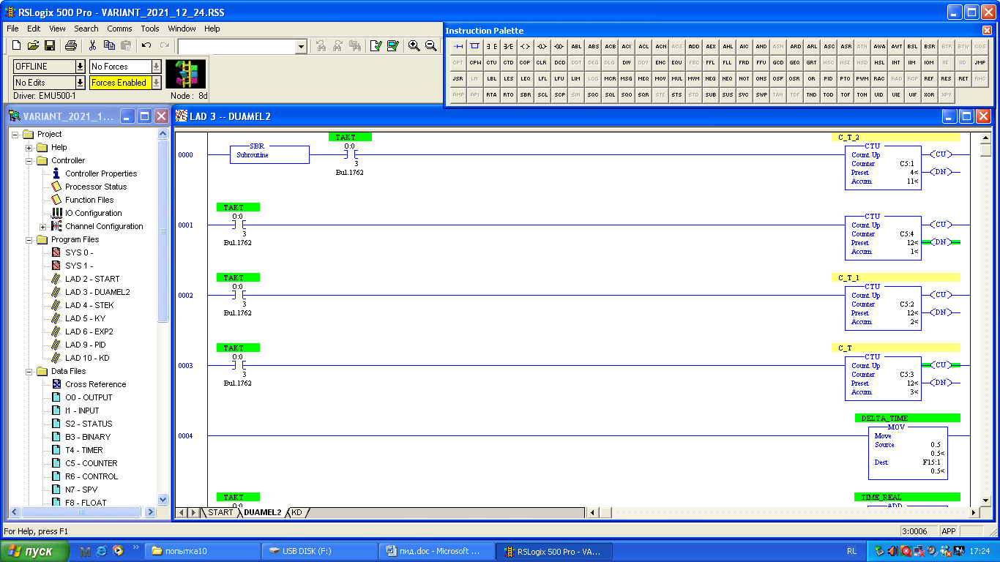 RSLogix 500 Pro - VARIANT_2021_12_24.RSS
File Edit View Search Comms Tools Window Help
Instruction Palette
ABL ABS ACB ACI ACL ACN ACS ADD AEX AHL AIC AND ASN ARD ARL ASC ASR ATN AWA AWT BSL BSR BTR BTW COS
CPT CPW CTD CTU COP CLR DCD DDT DEG DLG DIV DDV ENC EQU FBC FFL FLL FRD FFU GCD GEQ GRT HSC HSE HSD HSL INT IIM IOM IIE IID JMP
JSR LN LBL LES LEQ LFL LFU LIM LOG MCR MSG MEQ MOV MUL MVM NEG NEQ NOT ONS OSF OSR OR PID PTO PWM RAC RAD RCP REF RES RET RHC
RMP RPI RTA RTO SBR SCL SCP SIN SQC SQL SQO SQR STE STS STD SUB SUS SVC SWP TAN TDF TND TOD TOF TON UID UIE UIF XOR XPY
OFFLINE
No Forces
No Edits
Forces Enabled
Driver: EMU500-1
Node : 8d
VARIANT_2021_1...
Project
Help
Controller
Controller Properties
Processor Status
Function Files
IO Configuration
Channel Configuration
Program Files
SYS 0 -
SYS 1 -
LAD 2 - START
LAD 3 - DUAMEL2
LAD 4 - STEK
LAD 5 - KY
LAD 6 - EXP2
LAD 9 - PID
LAD 10 - KD
Data Files
Cross Reference
O0 - OUTPUT
I1 - INPUT
S2 - STATUS
B3 - BINARY
T4 - TIMER
C5 - COUNTER
R6 - CONTROL
N7 - SPV
F8 - FLOAT
LAD 3 -- DUAMEL2
0000
SBR
Subroutine
TAKT
O:0
3
Bul.1762
C_T_2
CTU
Count Up
Counter C5:1
Preset 4<
Accum 11<
CU
DN
0001
TAKT
O:0
3
Bul.1762
CTU
Count Up
Counter C5:4
Preset 12<
Accum 1<
CU
DN
0002
TAKT
O:0
3
Bul.1762
C_T_1
CTU
Count Up
Counter C5:2
Preset 12<
Accum 2<
CU
DN
0003
TAKT
O:0
3
Bul.1762
C_T
CTU
Count Up
Counter C5:3
Preset 12<
Accum 3<
CU
DN
0004
DELTA_TIME
MOV
Move
Source 0.5
0.5<
Dest F15:1
0.5<
TAKT
O:0
TIME_REAL
ADD
START DUAMEL2 KD
For Help, press F1
3:0006 APP
пуск
попытка10
USB DISK (F:)
пид.doc - Microsoft ...
RSLogix 500 Pro - VA...
RL
17:24